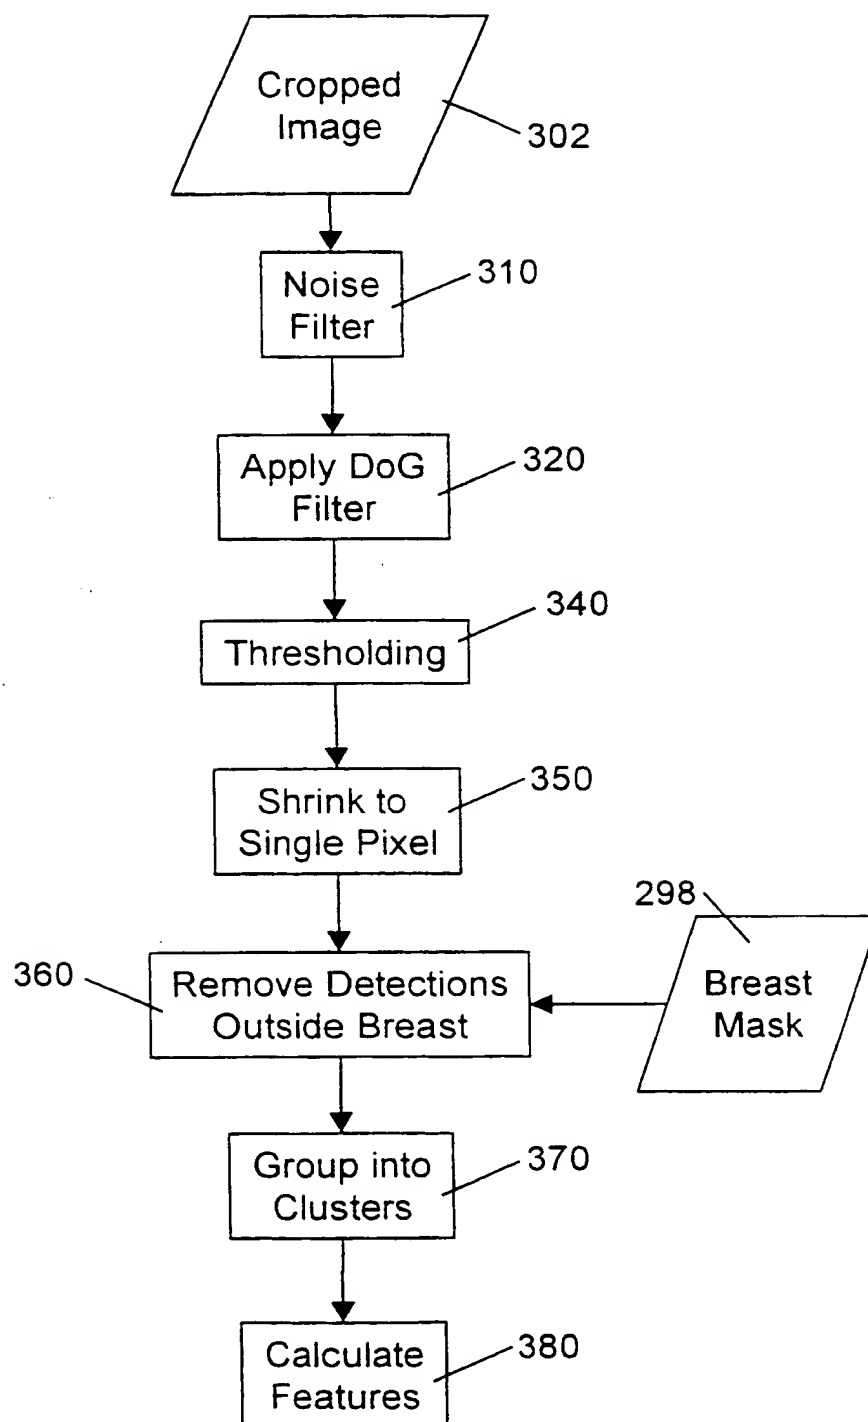 Cropped
Image
302
Noise
Filter
310
Apply DoG
Filter
320
Thresholding
340
Shrink to
Single Pixel
350
298
Breast
Mask
360
Remove Detections
Outside Breast
Group into
Clusters
370
Calculate
Features
380